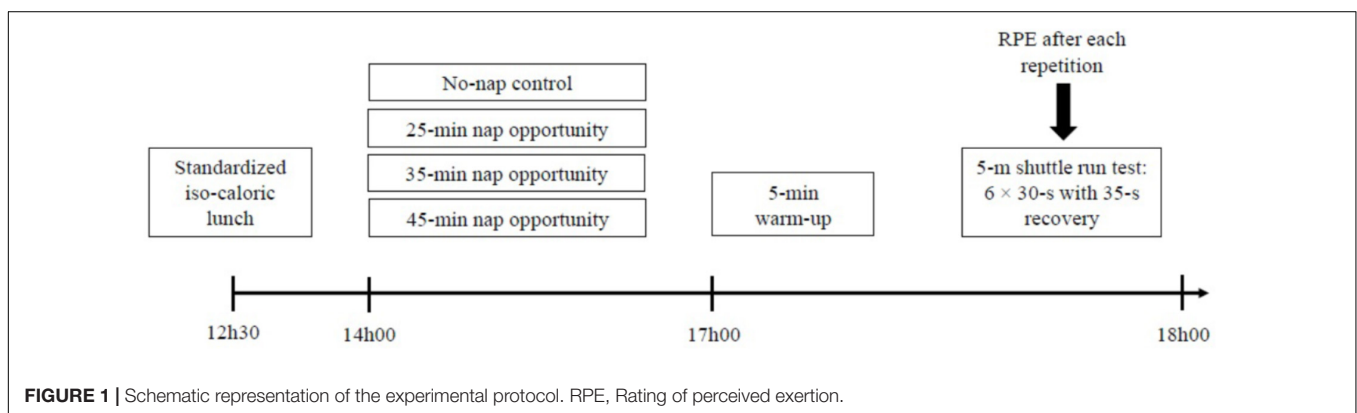 RPE after each
repetition
No-nap control
25-min nap opportunity
35-min nap opportunity
45-min nap opportunity
Standardized
iso-caloric
lunch
5-min
warm-up
5-m shuttle run test:
6 × 30-s with 35-s
recovery
12h30
14h00
17h00
18h00
FIGURE 1 | Schematic representation of the experimental protocol. RPE, Rating of perceived exertion.